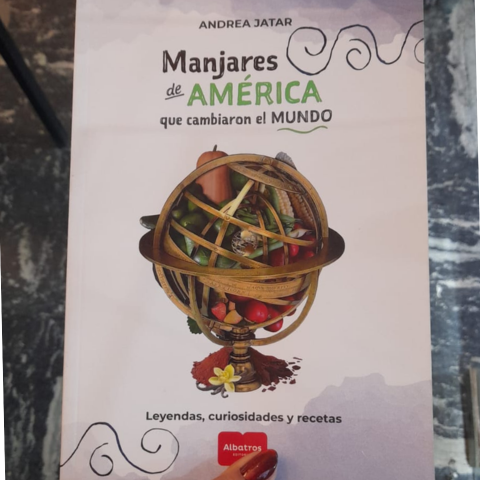 ANDREA JATAR
Manjares
de AMÉRICA
que cambiaron el MUNDO
Leyendas, curiosidades y recetas
Albatros